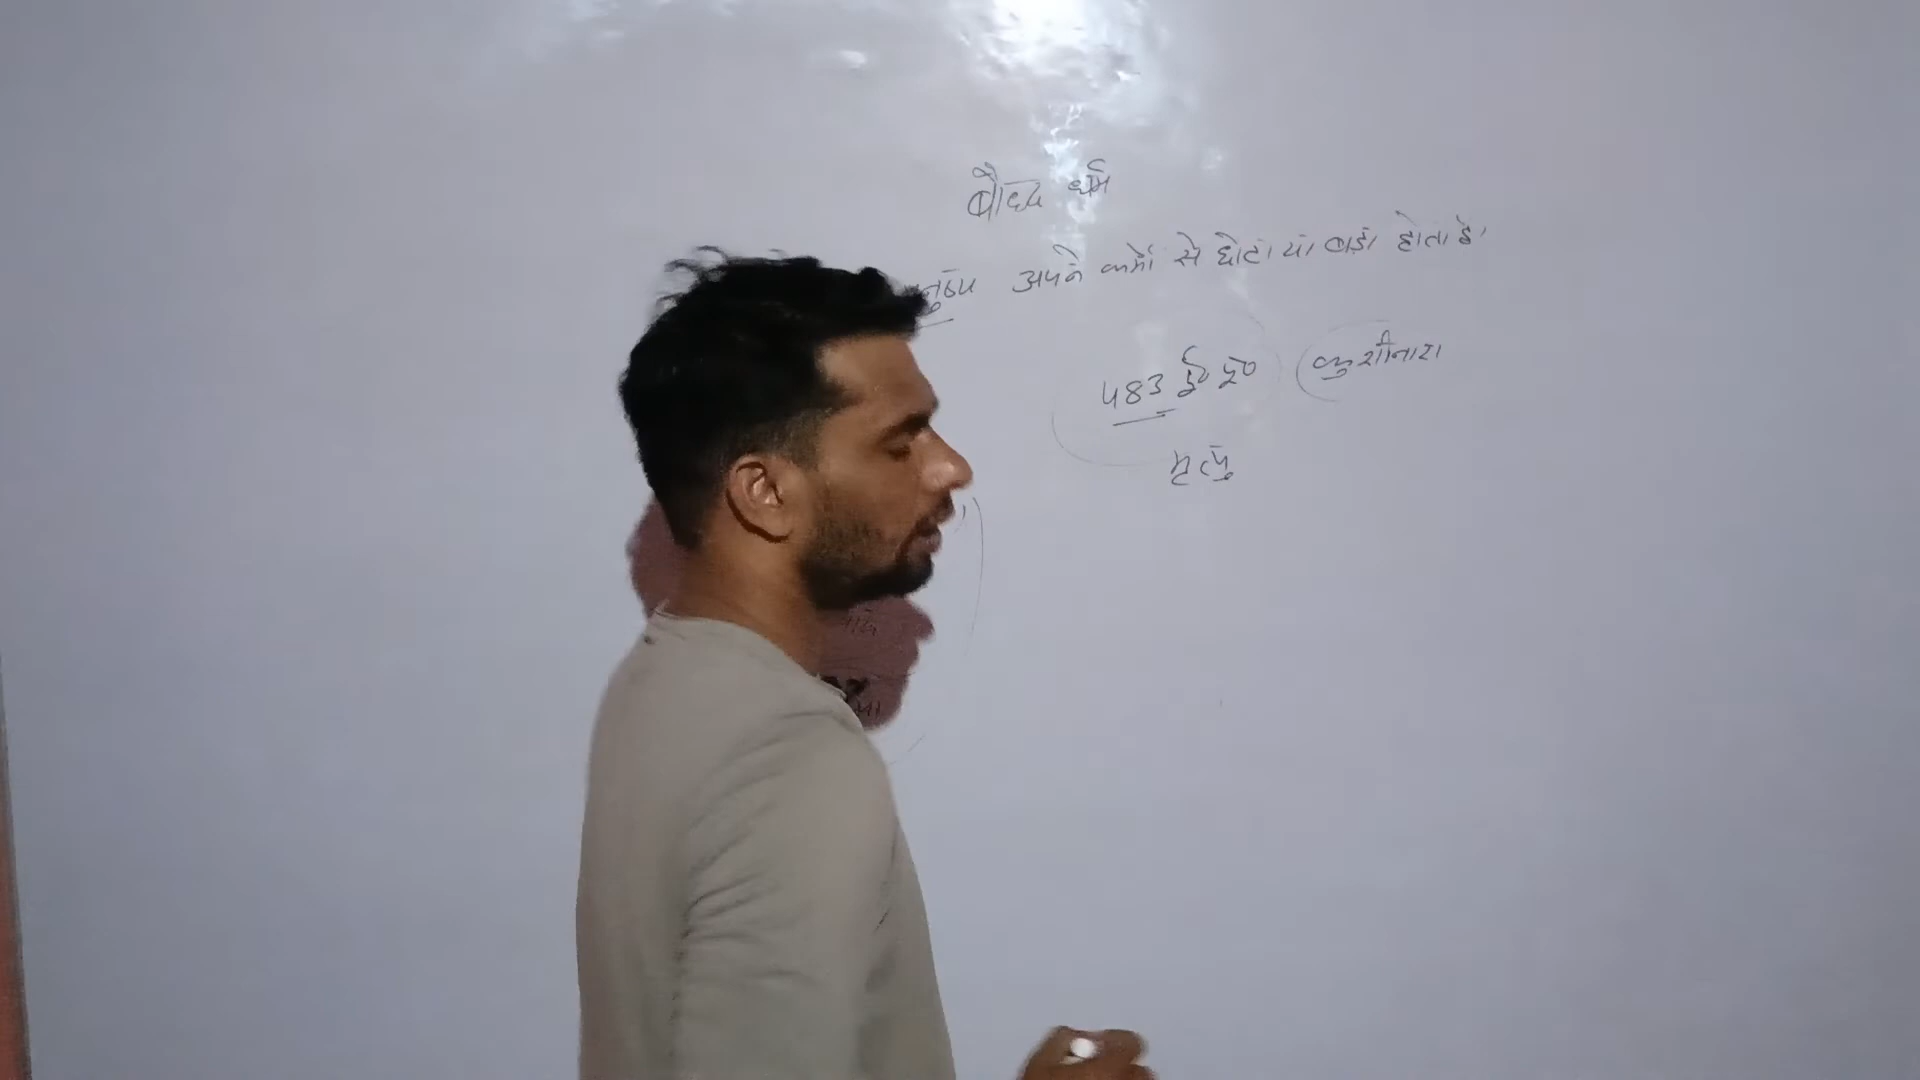 बौध्द धर्म
नुष्य अपने कर्मो से छोटा या बड़ा होता है।
483 ई० पू० (कुशीनारा
मृत्यु